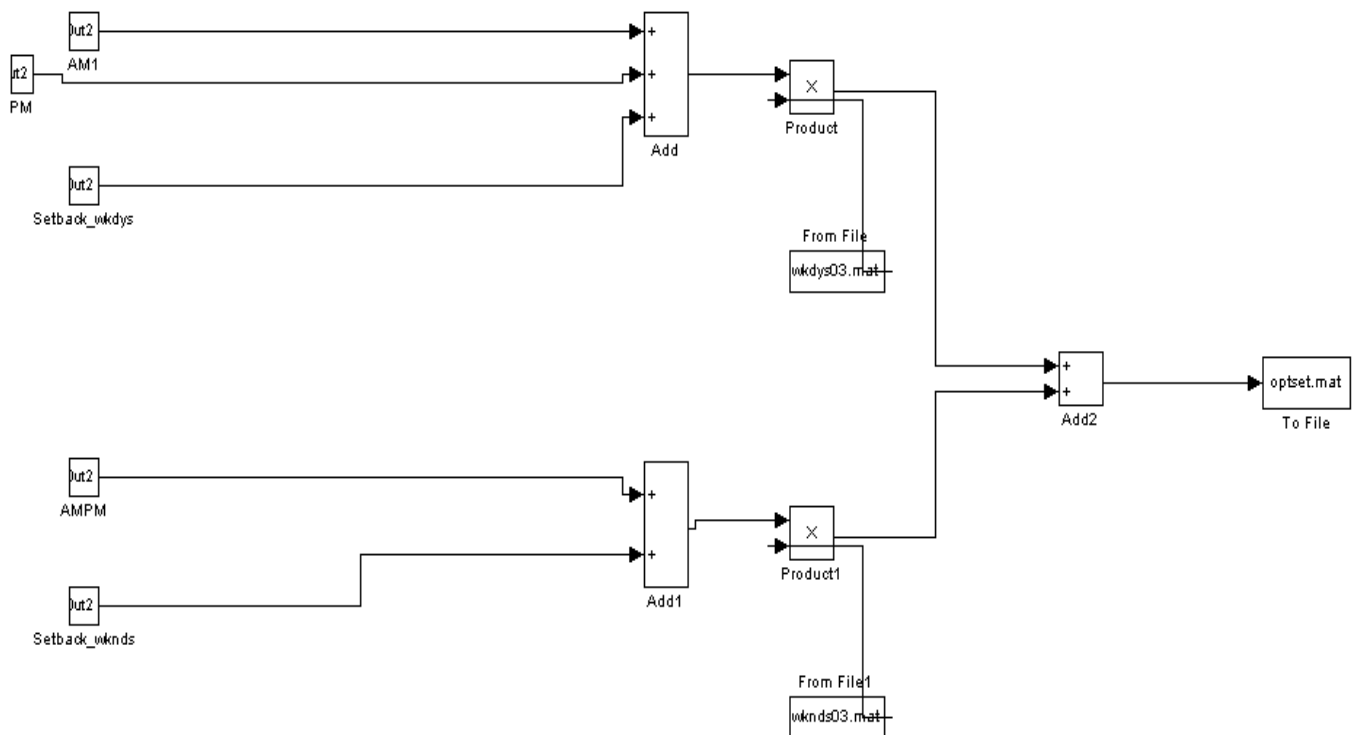 Out2
AM1
ut2
PM
+
+
+
Add
×
Product
Out2
Setback_wkdys
From File
wkdys03.mat
+
+
Add2
optset.mat
To File
Out2
AMPM
+
+
Add1
×
Product1
Out2
Setback_wknds
From File1
wknds03.mat